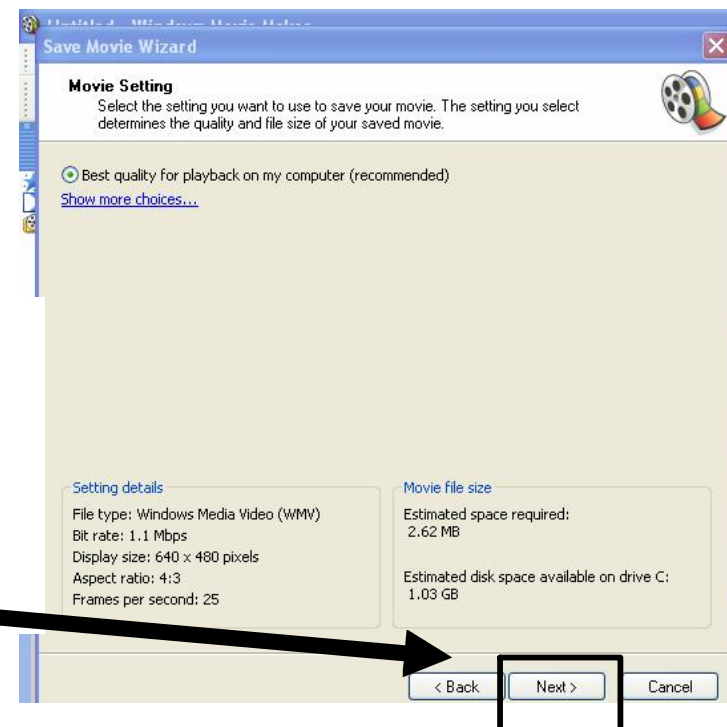 Save Movie Wizard
Movie Setting
Select the setting you want to use to save your movie. The setting you select
determines the quality and file size of your saved movie.
Best quality for playback on my computer (recommended)
Show more choices...
Setting details
File type: Windows Media Video (WMV)
Bit rate: 1.1 Mbps
Display size: 640 x 480 pixels
Aspect ratio: 4:3
Frames per second: 25
Movie file size
Estimated space required:
2.62 MB
Estimated disk space available on drive C:
1.03 GB
< Back
Next >
Cancel